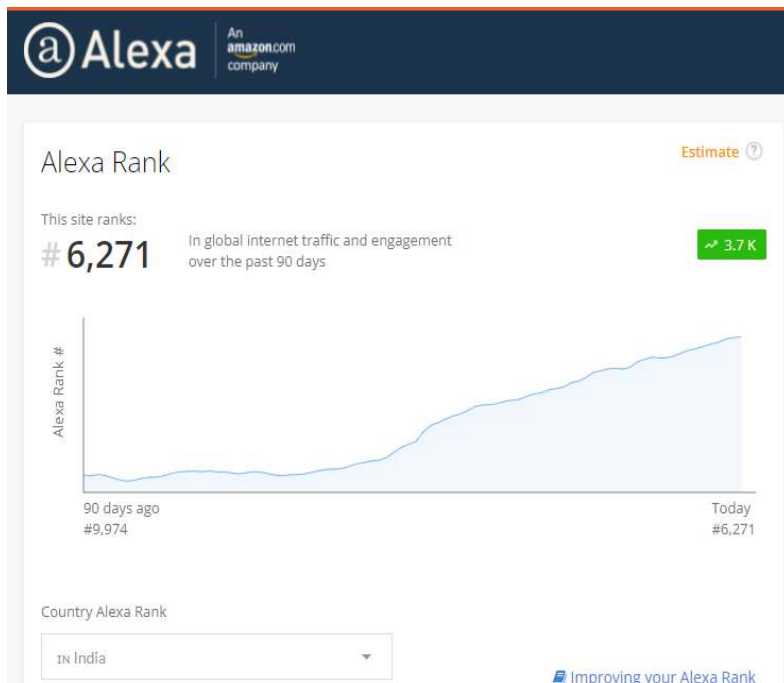 a Alexa
An
amazon.com
company
Alexa Rank
Estimate ?
This site ranks:
# 6,271
In global internet traffic and engagement
over the past 90 days
3.7 K
Alexa Rank #
90 days ago
#9,974
Today
#6,271
Country Alexa Rank
IN India
Improving your Alexa Rank